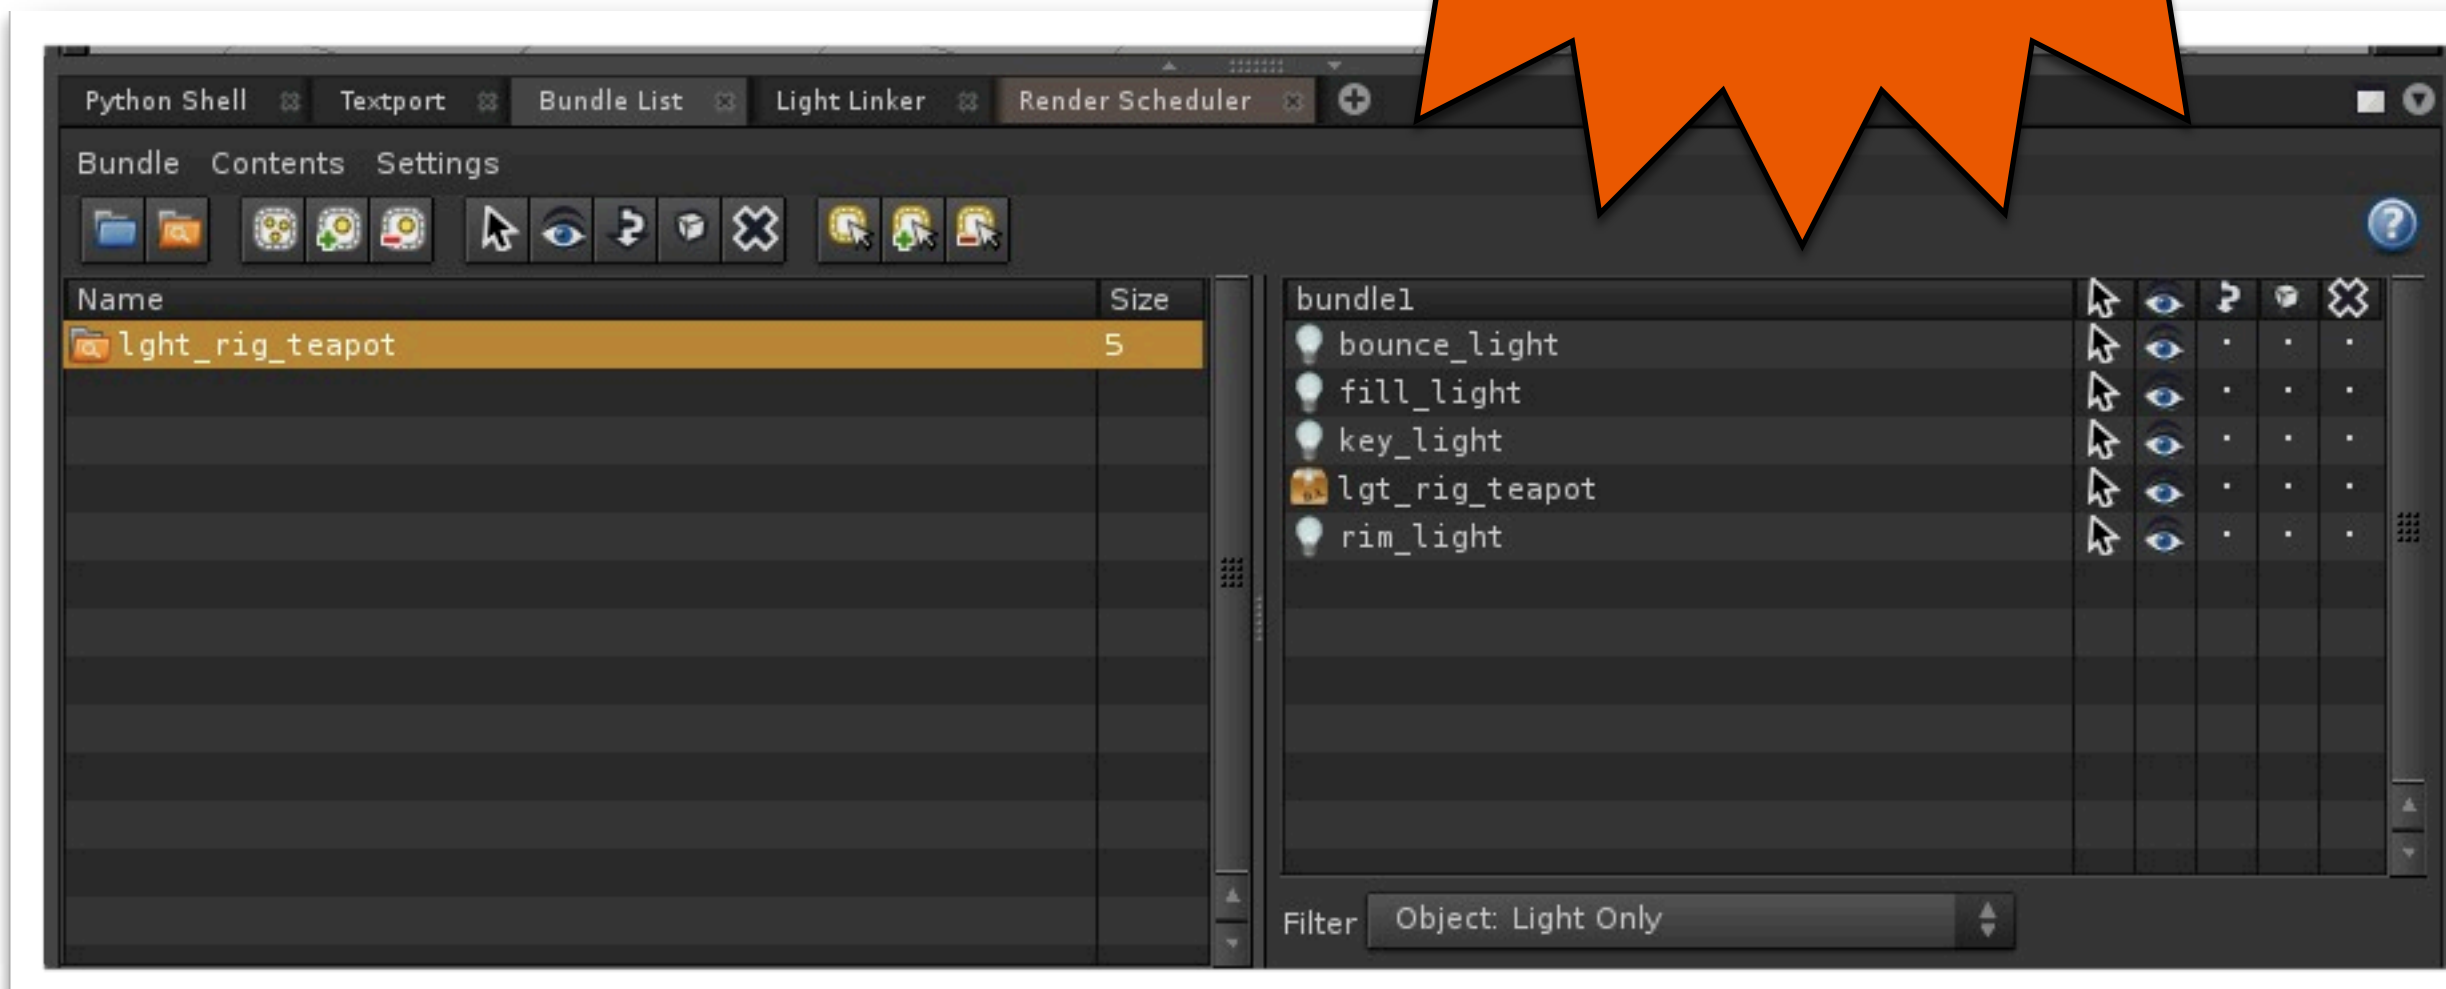 Python Shell Textport Bundle List Light Linker Render Scheduler
Bundle Contents Settings
Name Size
lght_rig_teapot 5
bundle1
bounce_light
fill_light
key_light
lgt_rig_teapot
rim_light
Filter Object: Light Only